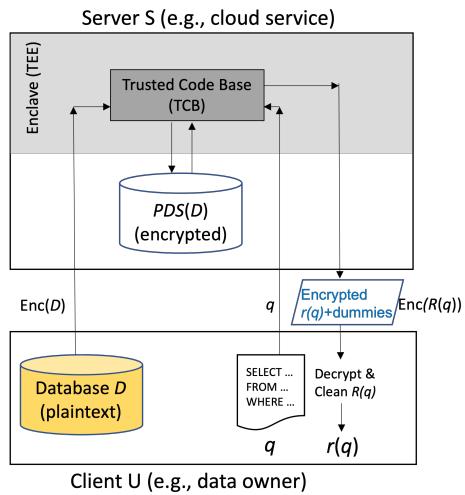 Server S (e.g., cloud service)
Enclave (TEE)
Trusted Code Base
(TCB)
PDS(D)
(encrypted)
Enc(D)
q
Encrypted
r(q)+dummies
Enc(R(q))
Database D
(plaintext)
SELECT ...
FROM ...
WHERE ...
Decrypt &
Clean R(q)
q
r(q)
Client U (e.g., data owner)